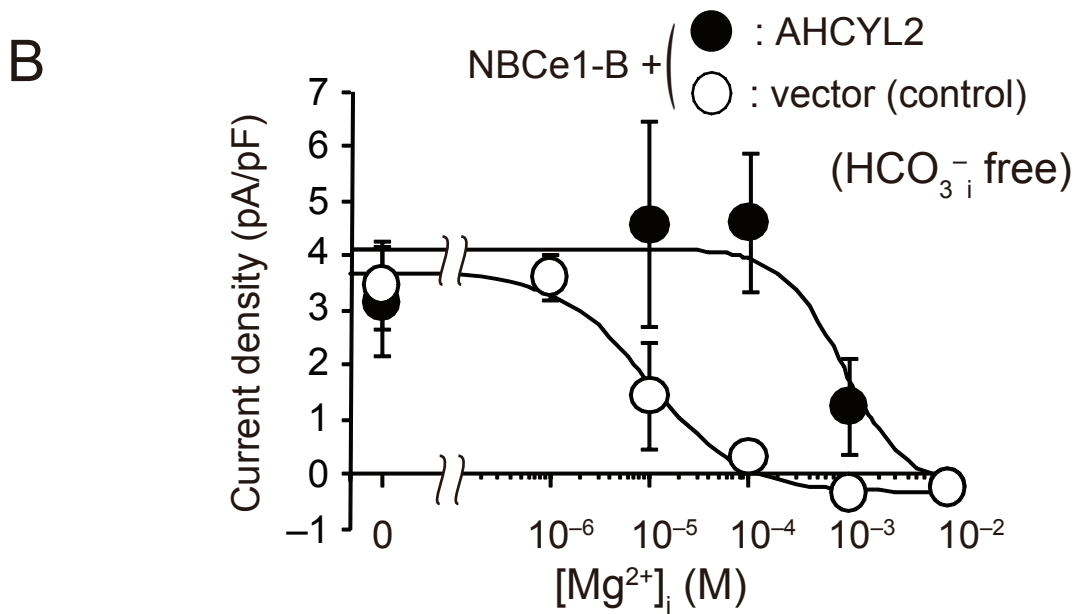 B
NBCe1-B + ( ● : AHCYL2
○ : vector (control)
(HCO₃⁻ᵢ free)
Current density (pA/pF)
7
6
5
4
3
2
1
0
–1
0 10⁻⁶ 10⁻⁵ 10⁻⁴ 10⁻³ 10⁻²
[Mg²⁺]ᵢ (M)